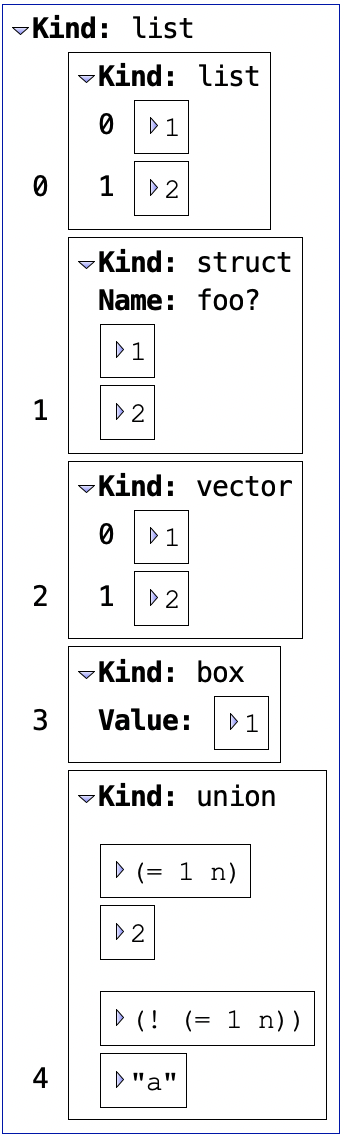 Kind: list
Kind: list
0 1
0 1 2
Kind: struct
Name: foo?
1
1 2
Kind: vector
0 1
2 1 2
Kind: box
3 Value: 1
Kind: union
(= 1 n)
2
(! (= 1 n))
4 "a"